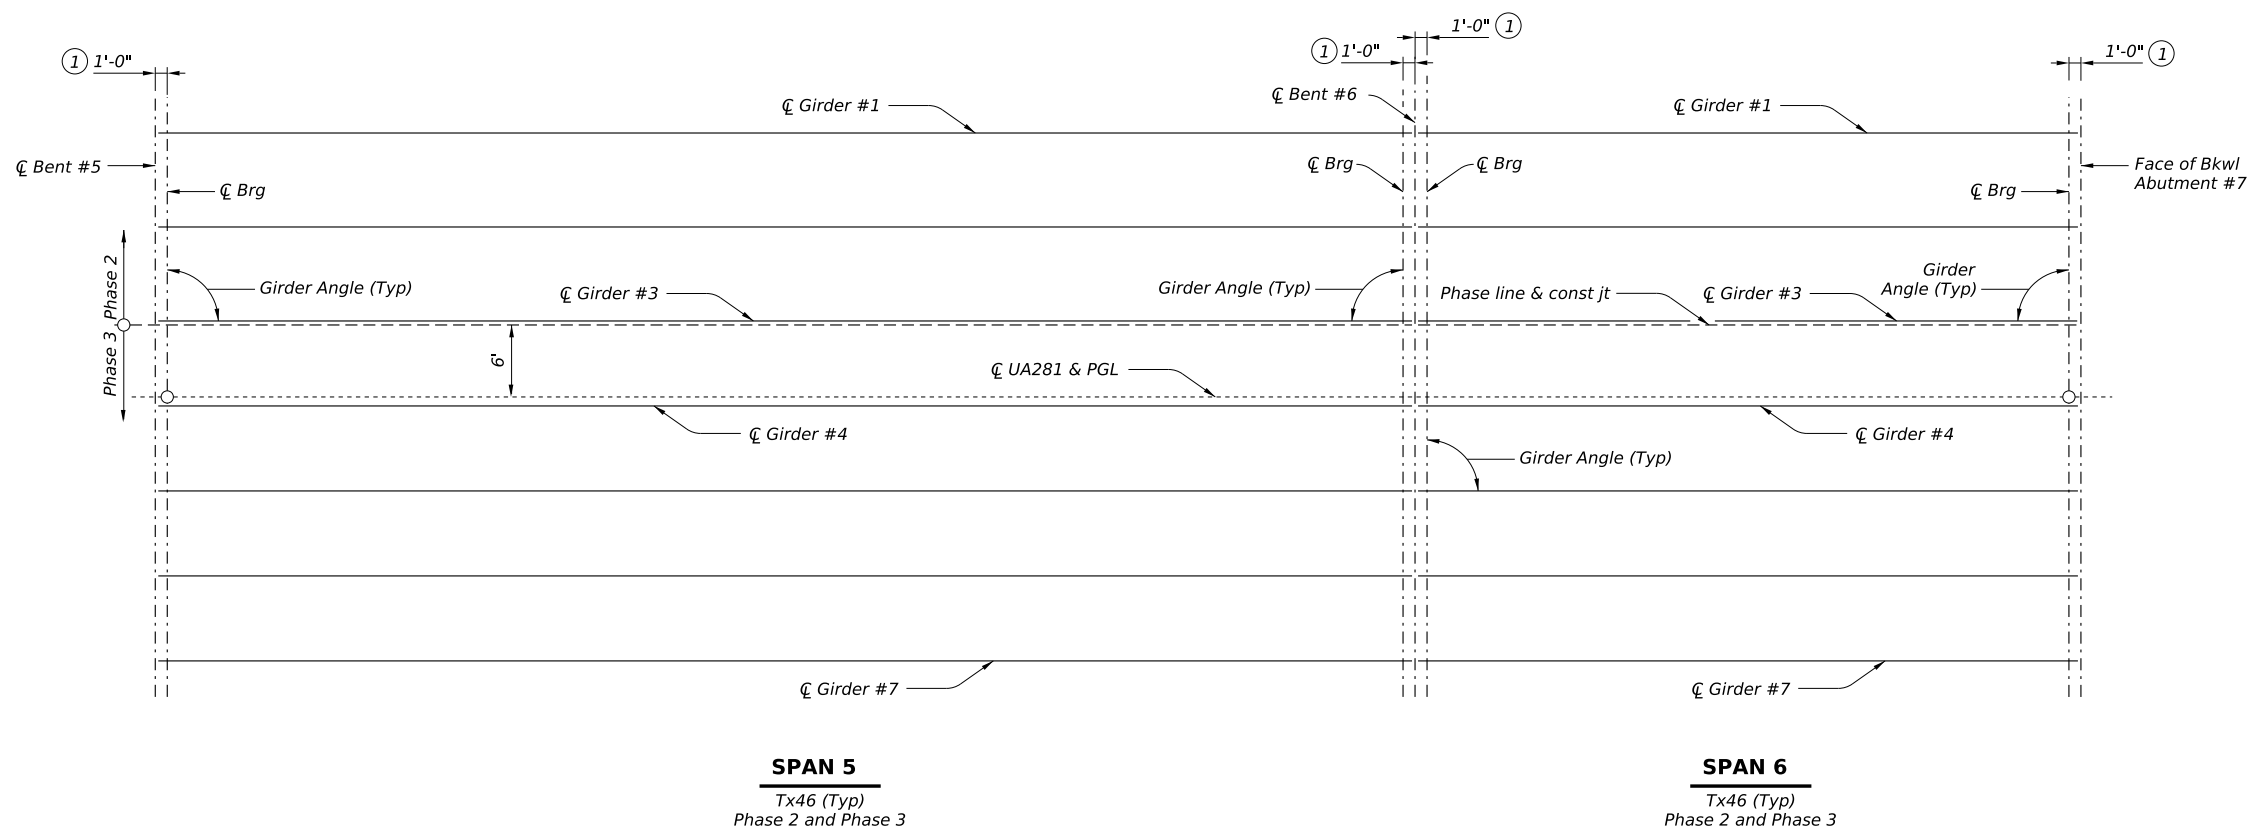 1'-0" 1
1 1'-0"
1'-0" 1
1 1'-0"
℄ Bent #6
℄ Girder #1
℄ Girder #1
℄ Bent #5
℄ Brg
℄ Brg
℄ Brg
℄ Brg
Face of Bkwl
Abutment #7
Phase 2
Phase 3
Girder Angle (Typ)
℄ Girder #3
Girder Angle (Typ)
Phase line & const jt
℄ Girder #3
Girder
Angle (Typ)
6'
℄ UA281 & PGL
℄ Girder #4
℄ Girder #4
Girder Angle (Typ)
℄ Girder #7
℄ Girder #7
SPAN 5
Tx46 (Typ)
Phase 2 and Phase 3
SPAN 6
Tx46 (Typ)
Phase 2 and Phase 3